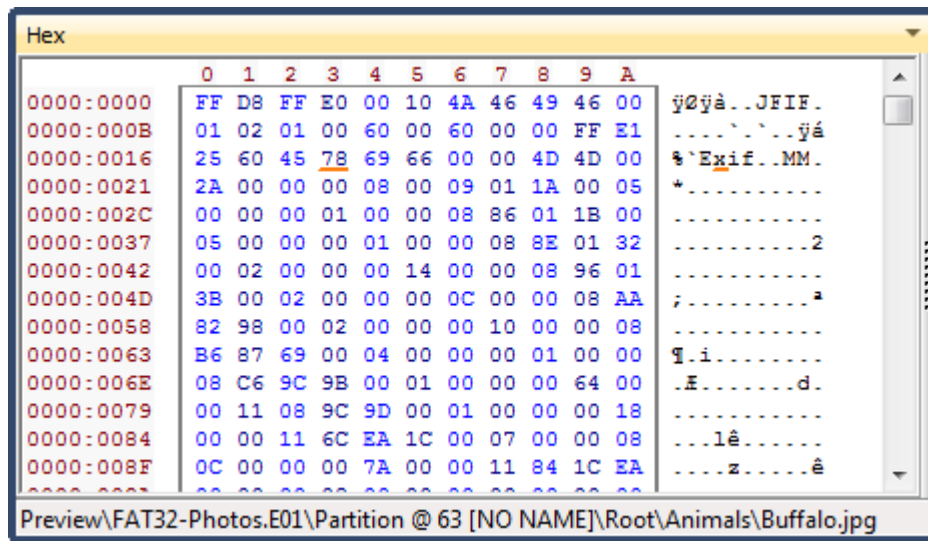 Hex
0 1 2 3 4 5 6 7 8 9 A
0000:0000 FF D8 FF E0 00 10 4A 46 49 46 00 ÿØÿà..JFIF.
0000:000B 01 02 01 00 60 00 60 00 00 FF E1 ....`.`..ÿá
0000:0016 25 60 45 78 69 66 00 00 4D 4D 00 %`Exif..MM.
0000:0021 2A 00 00 00 08 00 09 01 1A 00 05 *..........
0000:002C 00 00 00 01 00 00 08 86 01 1B 00 ...........
0000:0037 05 00 00 00 01 00 00 08 8E 01 32 ..........2
0000:0042 00 02 00 00 00 14 00 00 08 96 01 ...........
0000:004D 3B 00 02 00 00 00 0C 00 00 08 AA ;.........ª
0000:0058 82 98 00 02 00 00 00 10 00 00 08 ...........
0000:0063 B6 87 69 00 04 00 00 00 01 00 00 ¶.i........
0000:006E 08 C6 9C 9B 00 01 00 00 00 64 00 .Æ.......d.
0000:0079 00 11 08 9C 9D 00 01 00 00 00 18 ...........
0000:0084 00 00 11 6C EA 1C 00 07 00 00 08 ...lê......
0000:008F 0C 00 00 00 7A 00 00 11 84 1C EA ....z.....ê
Preview\FAT32-Photos.E01\Partition @ 63 [NO NAME]\Root\Animals\Buffalo.jpg